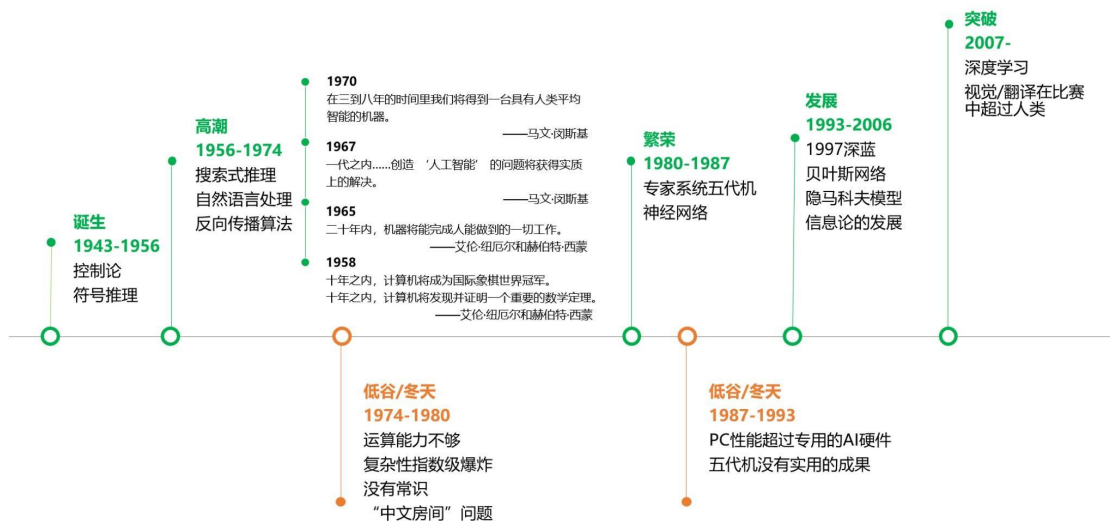 诞生
1943-1956
控制论
符号推理
高潮
1956-1974
搜索式推理
自然语言处理
反向传播算法
1970
在三到八年的时间里我们将得到一台具有人类平均
智能的机器。
——马文·闵斯基
1967
一代之内……创造 ‘人工智能’ 的问题将获得实质
上的解决。
——马文·闵斯基
1965
二十年内，机器将能完成人能做到的一切工作。
——艾伦·纽厄尔和赫伯特·西蒙
1958
十年之内，计算机将成为国际象棋世界冠军。
十年之内，计算机将发现并证明一个重要的数学定理。
——艾伦·纽厄尔和赫伯特·西蒙
低谷/冬天
1974-1980
运算能力不够
复杂性指数级爆炸
没有常识
“中文房间”问题
繁荣
1980-1987
专家系统五代机
神经网络
低谷/冬天
1987-1993
PC性能超过专用的AI硬件
五代机没有实用的成果
发展
1993-2006
1997深蓝
贝叶斯网络
隐马科夫模型
信息论的发展
突破
2007-
深度学习
视觉/翻译在比赛
中超过人类